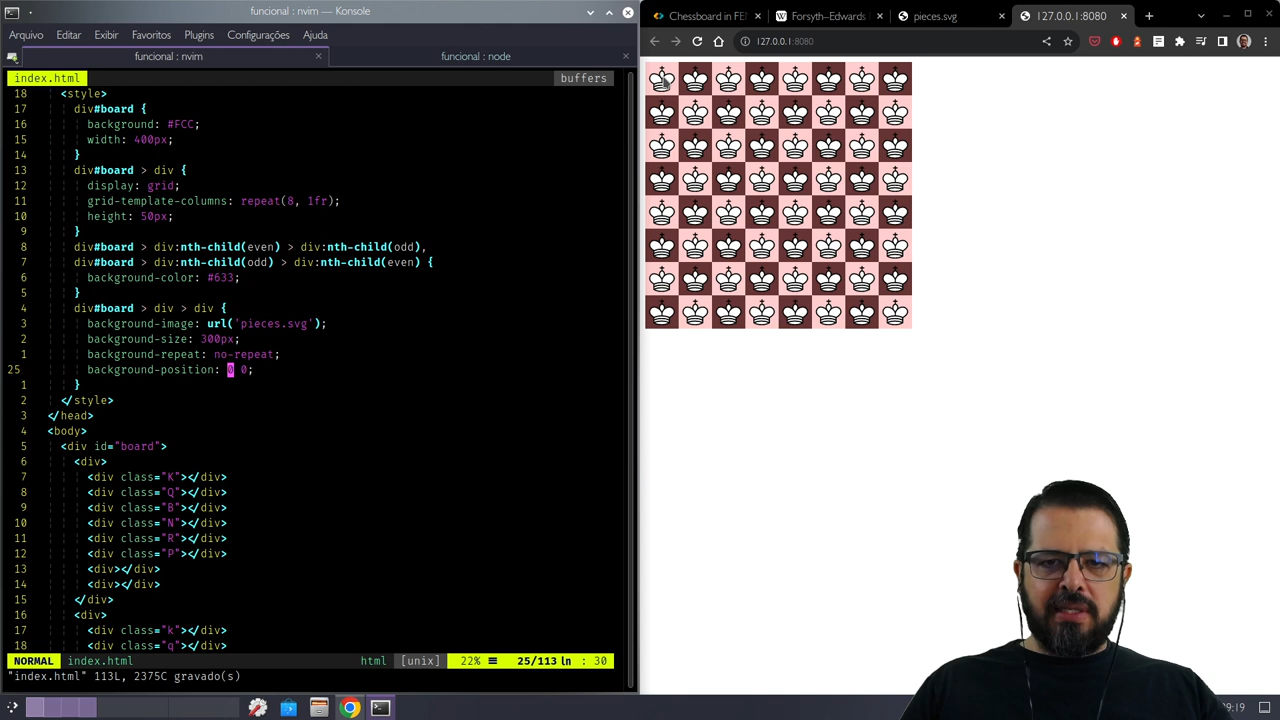 funcional : nvim — Konsole
Arquivo Editar Exibir Favoritos Plugins Configurações Ajuda
funcional : nvim
funcional : node
index.html
buffers
18 <style>
17 div#board {
16 background: #FCC;
15 width: 400px;
14 }
13 div#board > div {
12 display: grid;
11 grid-template-columns: repeat(8, 1fr);
10 height: 50px;
9 }
8 div#board > div:nth-child(even) > div:nth-child(odd),
7 div#board > div:nth-child(odd) > div:nth-child(even) {
6 background-color: #633;
5 }
4 div#board > div > div {
3 background-image: url('pieces.svg');
2 background-size: 300px;
1 background-repeat: no-repeat;
25 background-position: 0 0;
1 }
2 </style>
3 </head>
4 <body>
5 <div id="board">
6 <div>
7 <div class="K"></div>
8 <div class="Q"></div>
9 <div class="B"></div>
10 <div class="N"></div>
11 <div class="R"></div>
12 <div class="P"></div>
13 <div></div>
14 <div></div>
15 </div>
16 <div>
17 <div class="k"></div>
18 <div class="q"></div>
NORMAL index.html html [unix] 22% 25/113 ln : 30
"index.html" 113L, 2375C gravado(s)
Chessboard in FEN
Forsyth–Edwards
pieces.svg
127.0.0.1:8080
127.0.0.1:8080